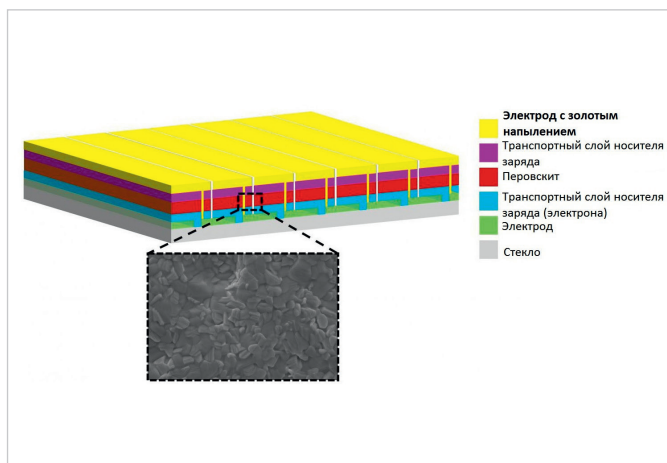 Электрод с золотым
напылением
Транспортный слой носителя
заряда
Перовскит
Транспортный слой носителя
заряда (электрона)
Электрод
Стекло